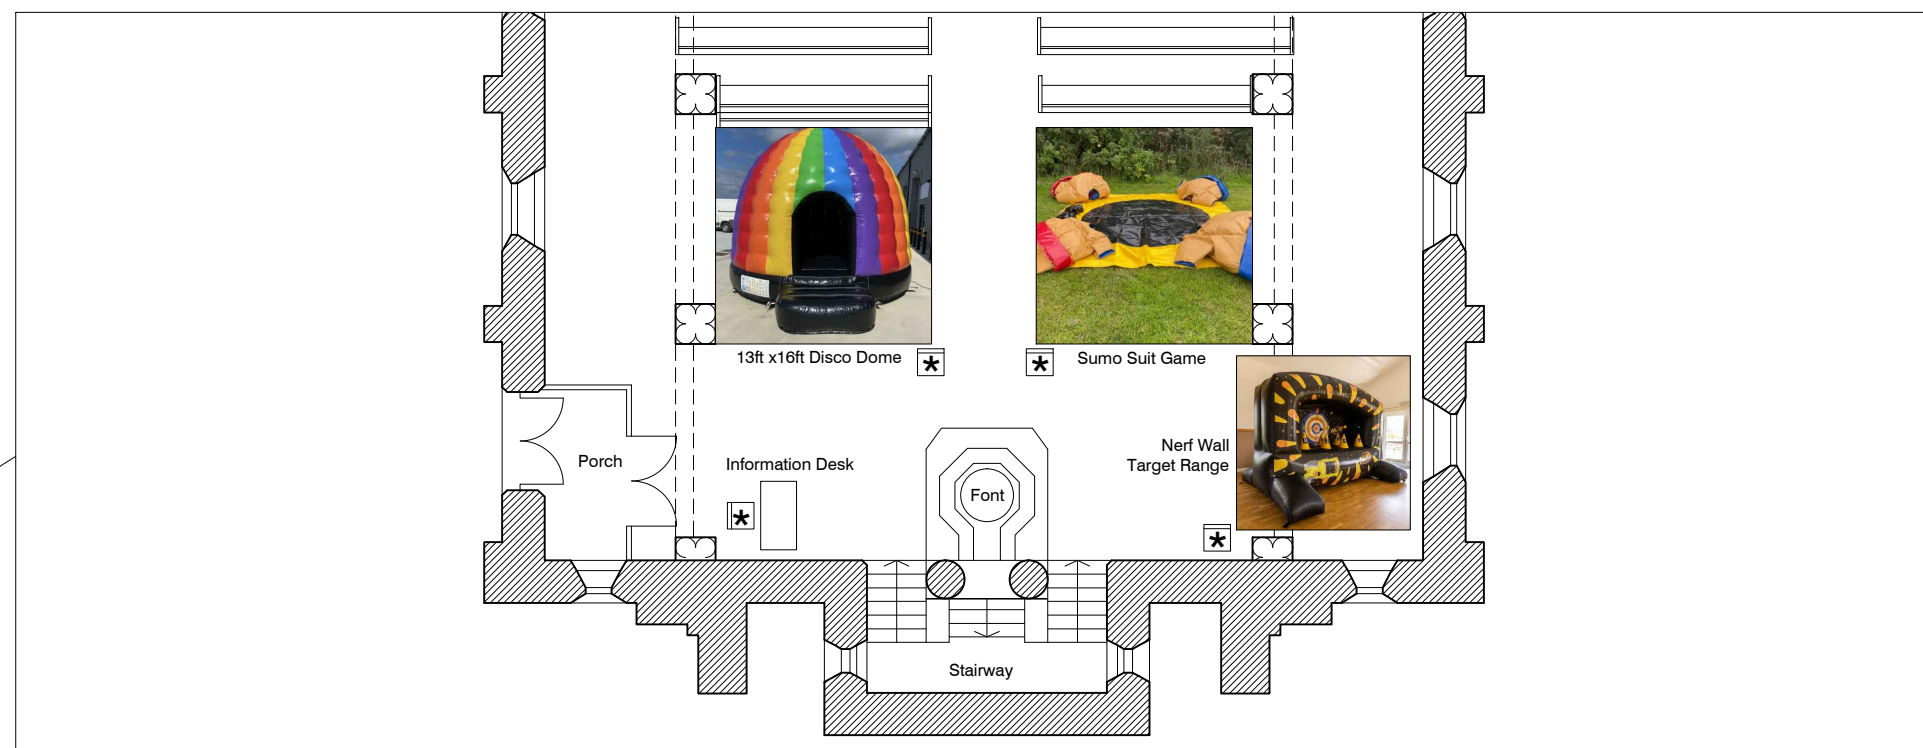 13ft x16ft Disco Dome
*
*
Sumo Suit Game
Nerf Wall
Target Range
Porch
Information Desk
*
Font
*
Stairway